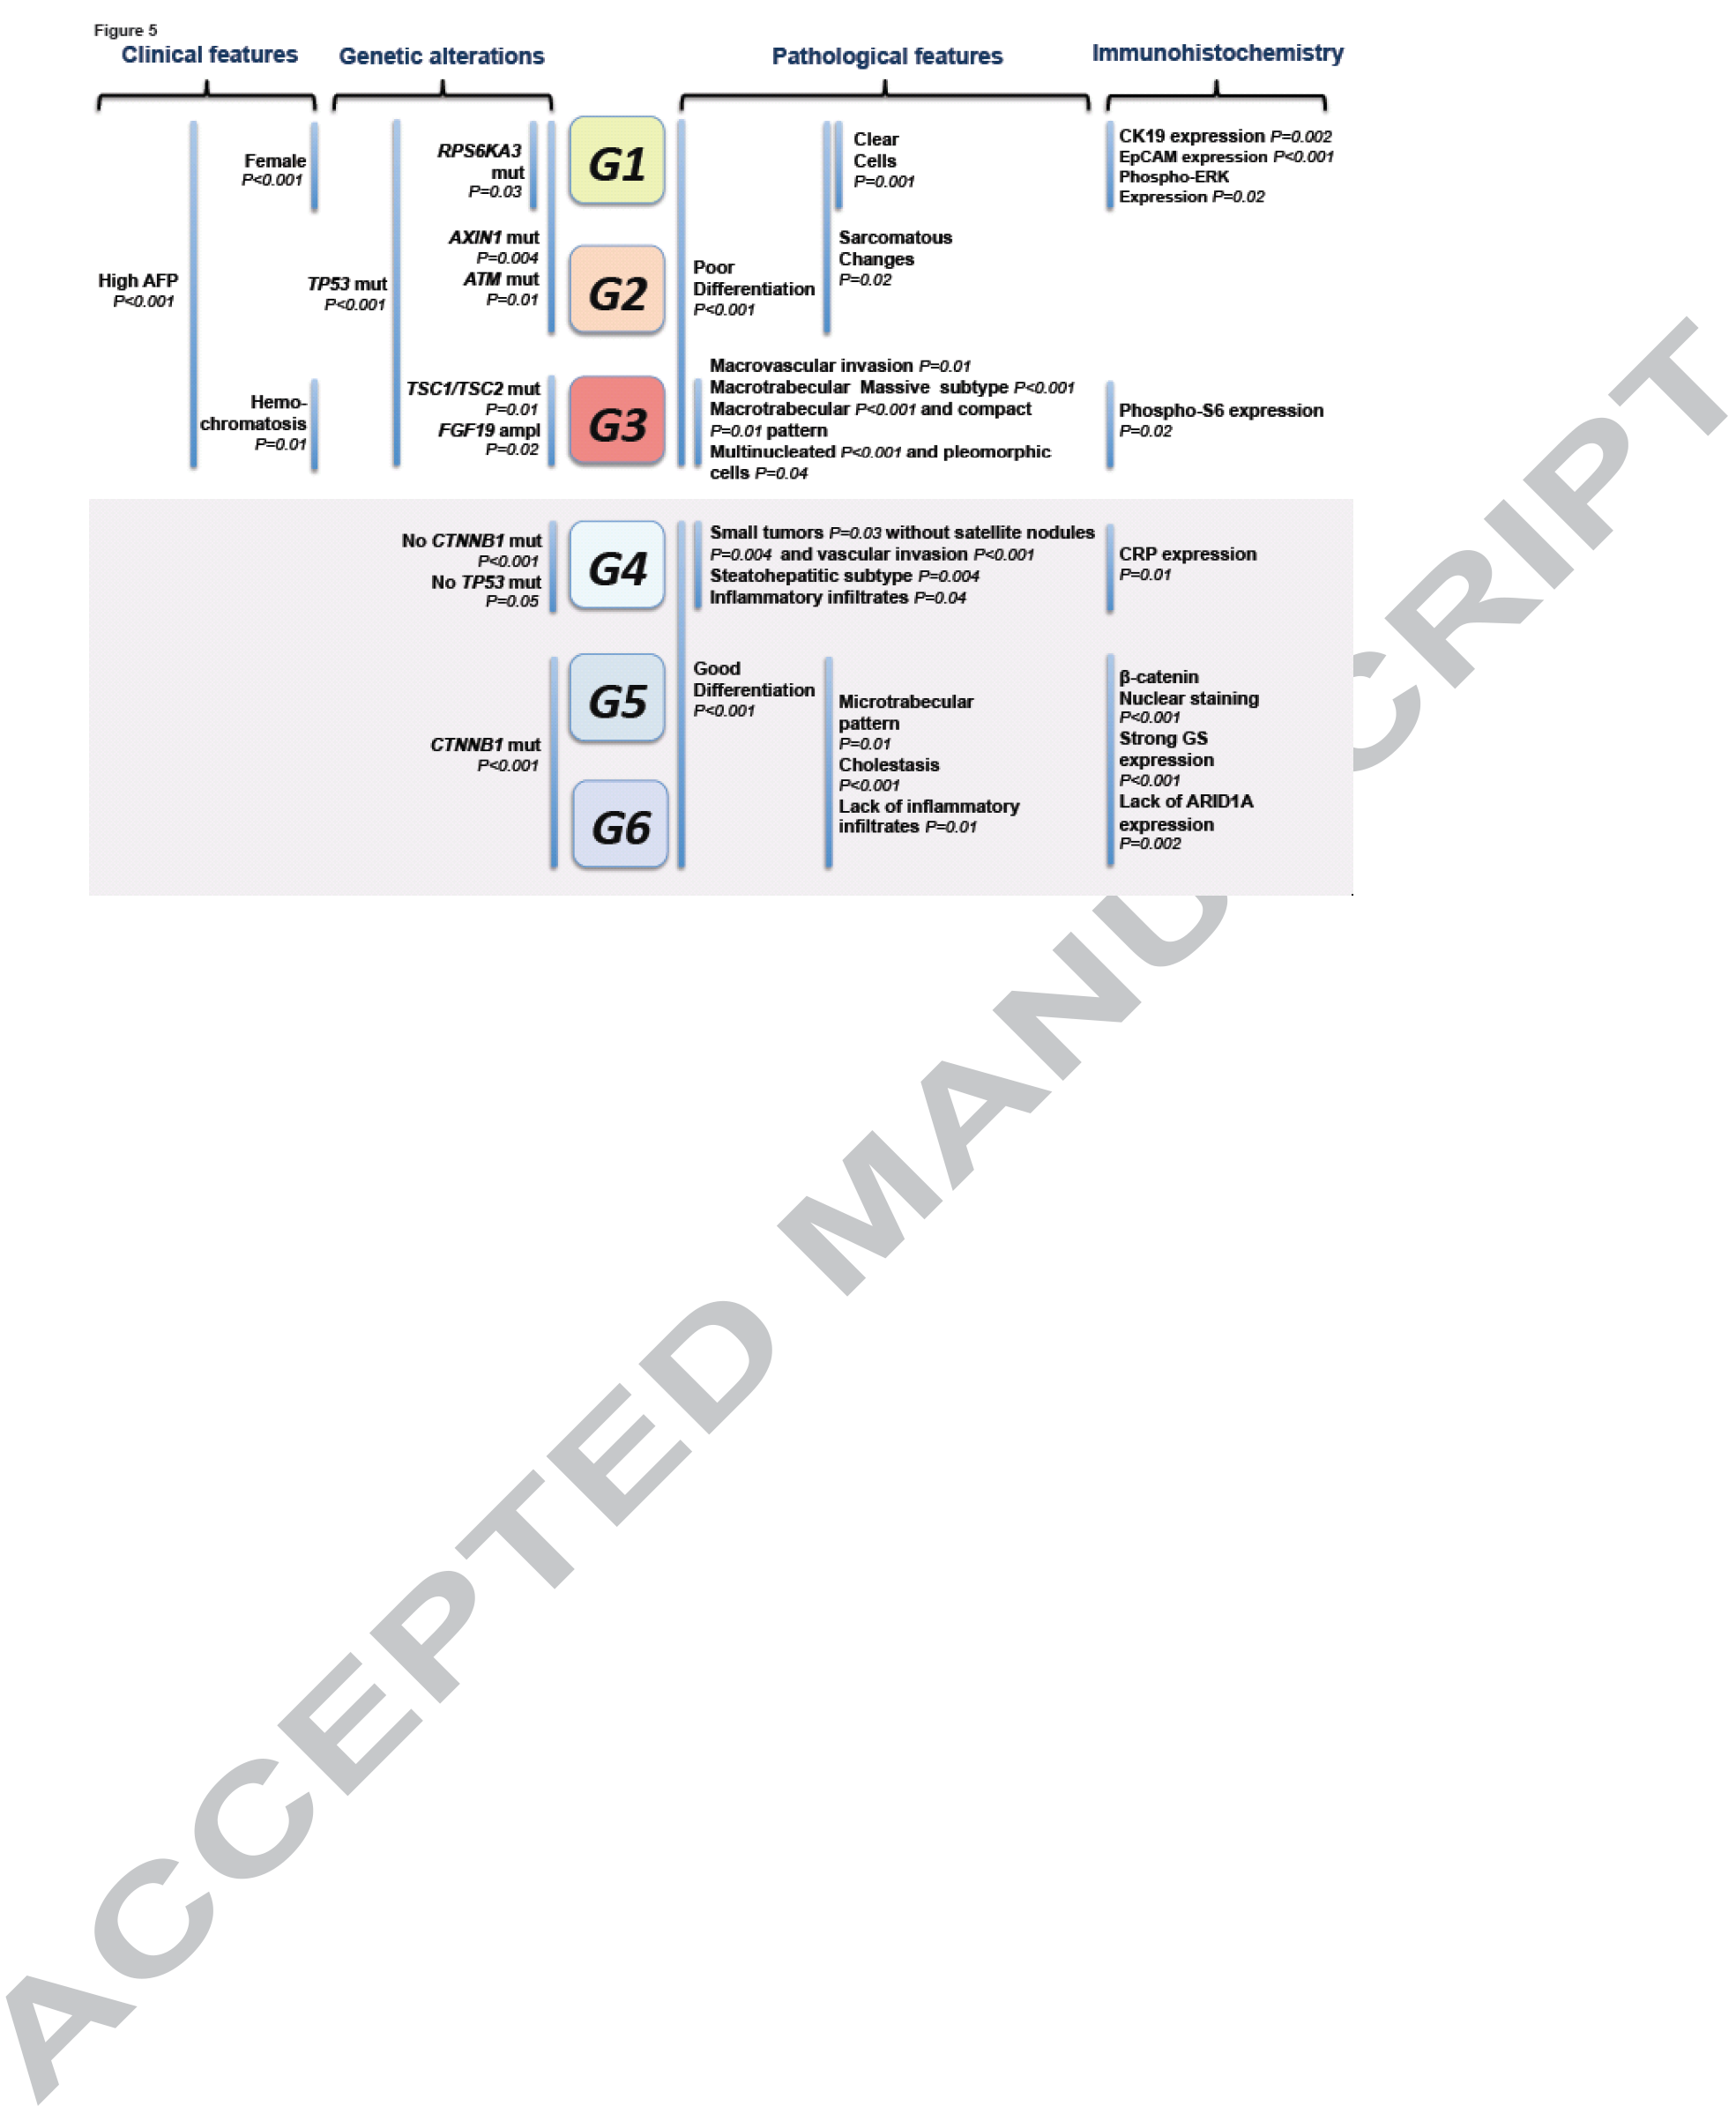 Figure 5
Clinical features
Genetic alterations
Pathological features
Immunohistochemistry
High AFP
P<0.001
Female
P<0.001
Hemo-
chromatosis
P=0.01
TP53 mut
P<0.001
RPS6KA3
mut
P=0.03
AXIN1 mut
P=0.004
ATM mut
P=0.01
TSC1/TSC2 mut
P=0.01
FGF19 ampl
P=0.02
G1
G2
G3
Poor
Differentiation
P<0.001
Clear
Cells
P=0.001
Sarcomatous
Changes
P=0.02
Macrovascular invasion P=0.01
Macrotrabecular Massive subtype P<0.001
Macrotrabecular P<0.001 and compact
P=0.01 pattern
Multinucleated P<0.001 and pleomorphic
cells P=0.04
CK19 expression P=0.002
EpCAM expression P<0.001
Phospho-ERK
Expression P=0.02
Phospho-S6 expression
P=0.02
No CTNNB1 mut
P<0.001
No TP53 mut
P=0.05
CTNNB1 mut
P<0.001
G4
G5
G6
Small tumors P=0.03 without satellite nodules
P=0.004 and vascular invasion P<0.001
Steatohepatitic subtype P=0.004
Inflammatory infiltrates P=0.04
Good
Differentiation
P<0.001
Microtrabecular
pattern
P=0.01
Cholestasis
P<0.001
Lack of inflammatory
infiltrates P=0.01
CRP expression
P=0.01
β-catenin
Nuclear staining
P<0.001
Strong GS
expression
P<0.001
Lack of ARID1A
expression
P=0.002
ACCEPTED MANUSCRIPT